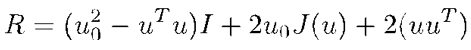 $R = (u_0^2 - u^T u)I + 2u_0 J(u) + 2(uu^T)$